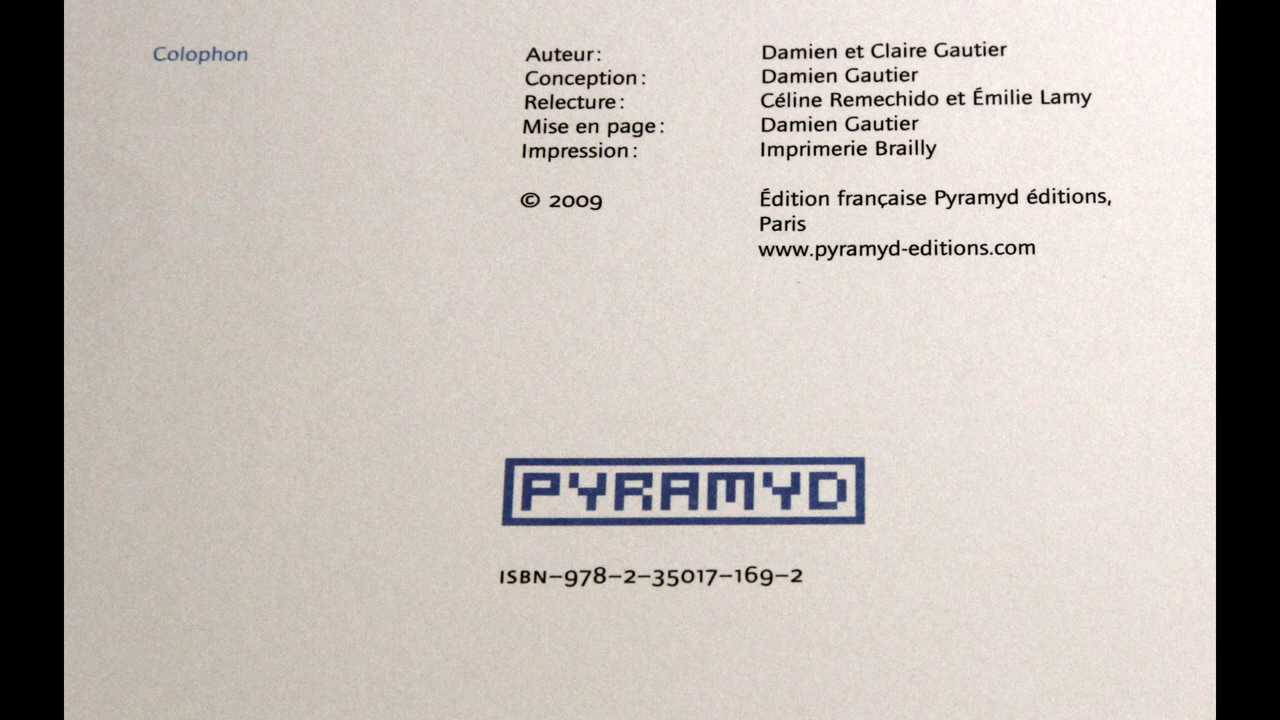 Colophon
Auteur : Damien et Claire Gautier
Conception : Damien Gautier
Relecture : Céline Remechido et Émilie Lamy
Mise en page : Damien Gautier
Impression : Imprimerie Brailly
© 2009 Édition française Pyramyd éditions,
Paris
www.pyramyd-editions.com
PYRAMYD
ISBN–978–2–35017–169–2